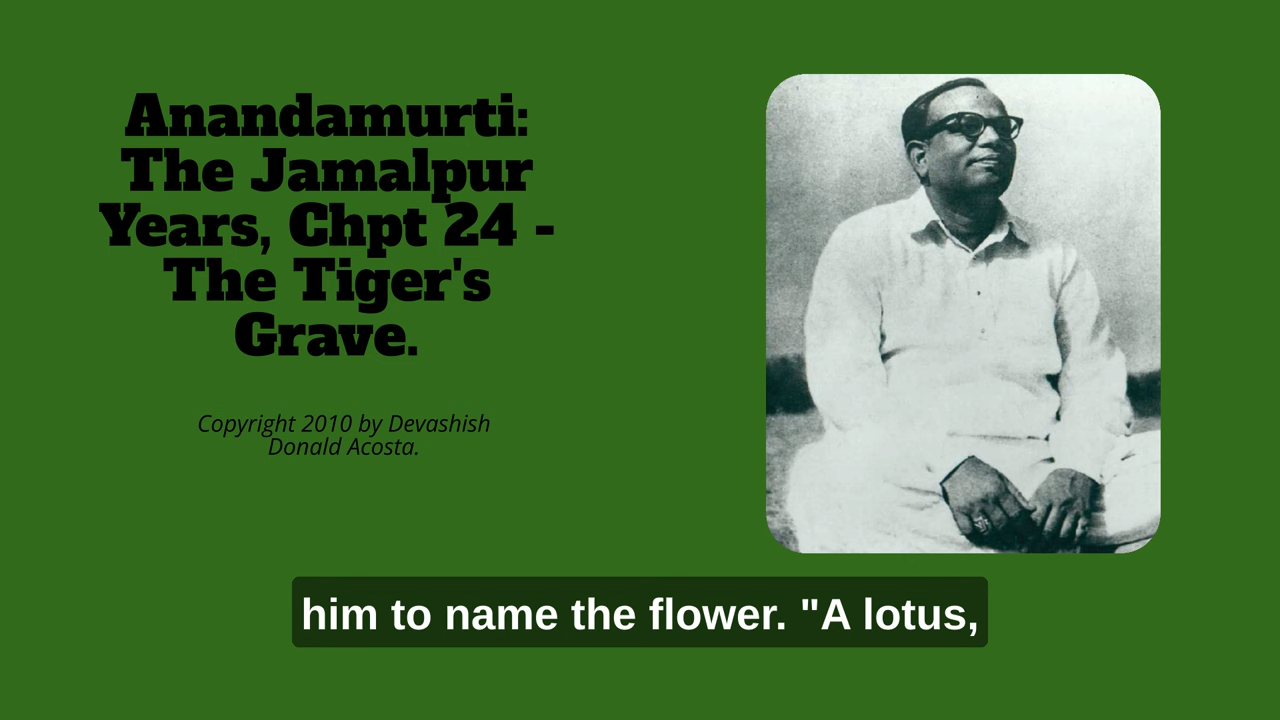 Anandamurti:
The Jamalpur
Years, Chpt 24 -
The Tiger's
Grave.
Copyright 2010 by Devashish
Donald Acosta.
him to name the flower. "A lotus,